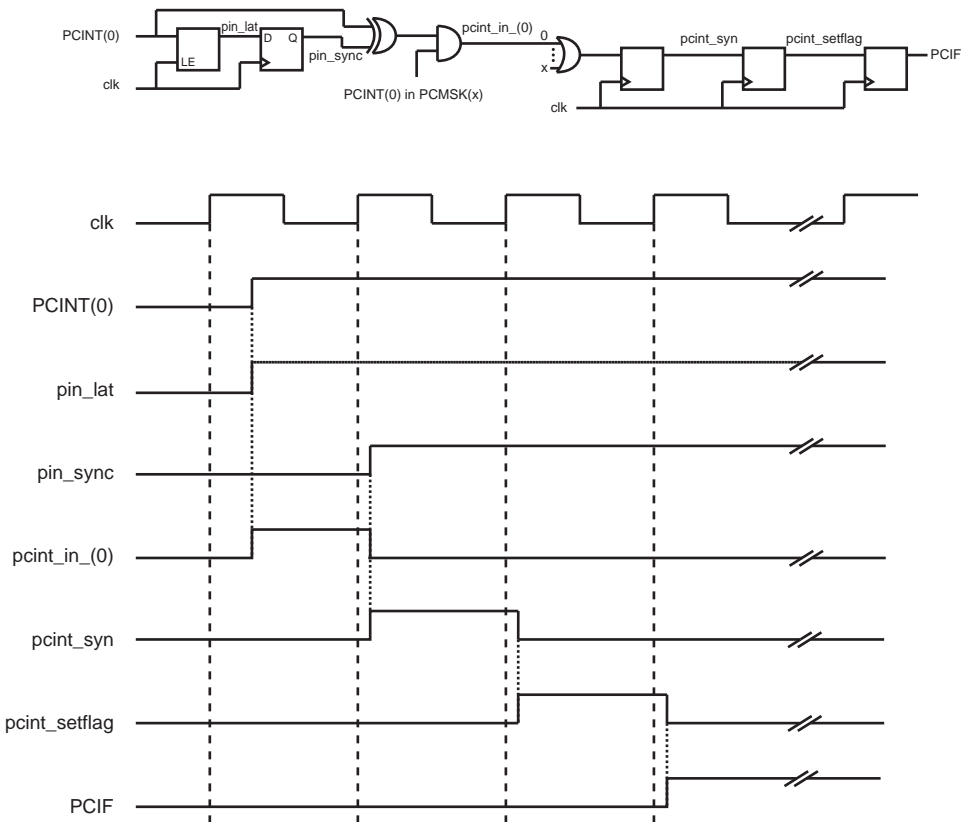 PCINT(0)
pin_lat
LE
D Q
pin_sync
clk
PCINT(0) in PCMSK(x)
pcint_in_(0)
0
x
clk
pcint_syn
pcint_setflag
PCIF
clk
PCINT(0)
pin_lat
pin_sync
pcint_in_(0)
pcint_syn
pcint_setflag
PCIF